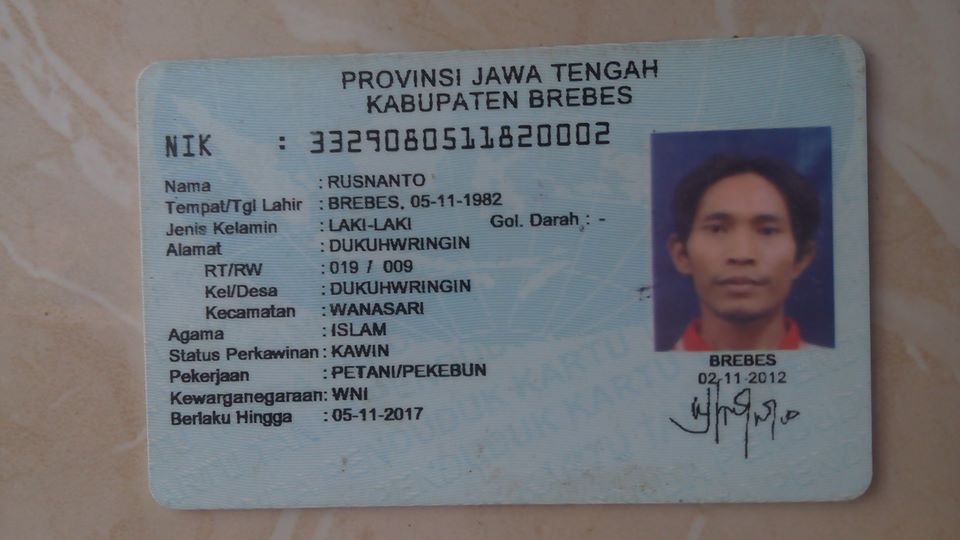 PROVINSI JAWA TENGAH
KABUPATEN BREBES
NIK : 3329080511820002
Nama : RUSNANTO
Tempat/Tgl Lahir : BREBES, 05-11-1982
Jenis Kelamin : LAKI-LAKI Gol. Darah : -
Alamat : DUKUHWRINGIN
RT/RW : 019 / 009
Kel/Desa : DUKUHWRINGIN
Kecamatan : WANASARI
Agama : ISLAM
Status Perkawinan : KAWIN
Pekerjaan : PETANI/PEKEBUN
Kewarganegaraan : WNI
Berlaku Hingga : 05-11-2017
BREBES
02-11-2012